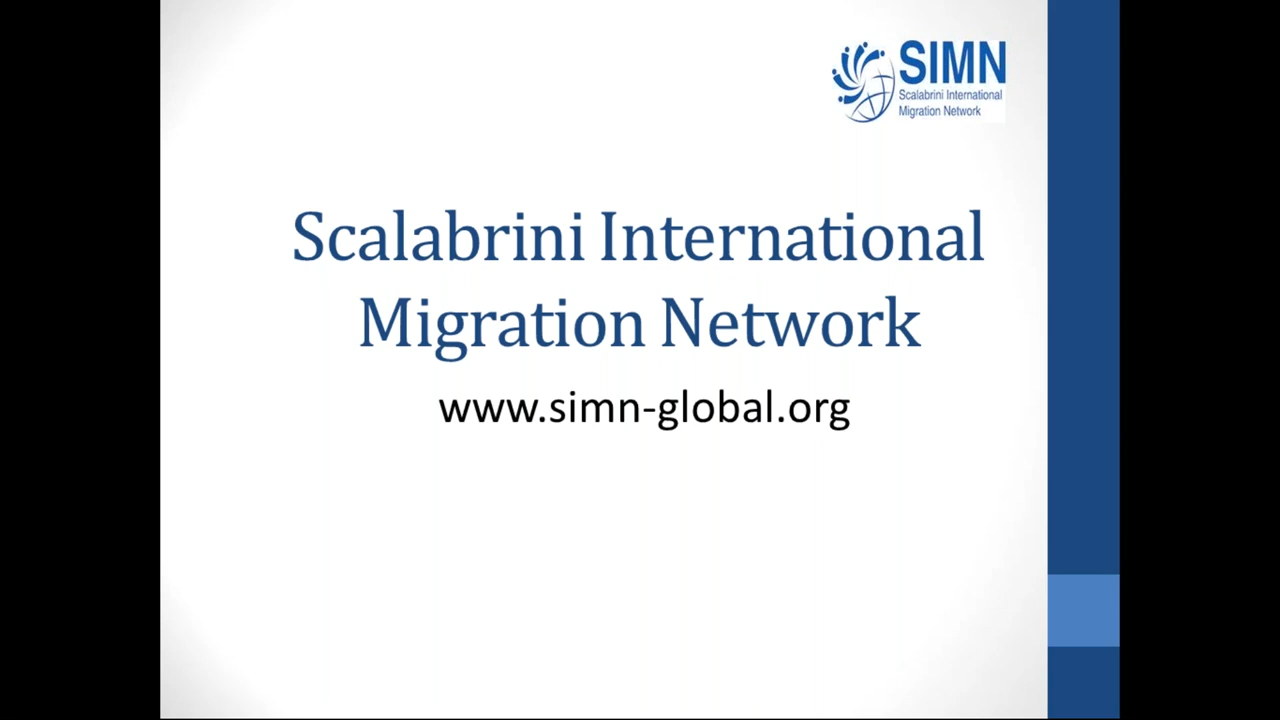 SIMN
Scalabrini International
Migration Network
Scalabrini International
Migration Network
www.simn-global.org